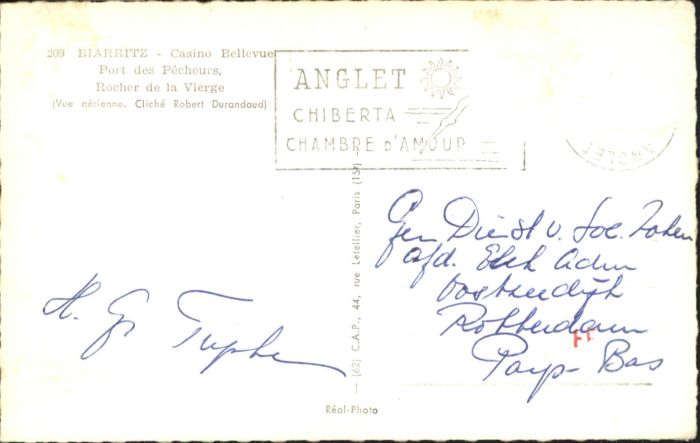 209 BIARRITZ - Casino Bellevue
Port des Pêcheurs,
Rocher de la Vierge
(Vue aérienne. Cliché Robert Durandaud)
ANGLET
CHIBERTA
CHAMBRE D'AMOUR
ANGLET
H. Gr
Gem Dienst v. Soc. Zaken
afd. Elek Adm
Oostzeedijk
Rotterdam
Pays-Bas
(62) C.A.P., 44, rue Letellier, Paris (15e)
Réal-Photo